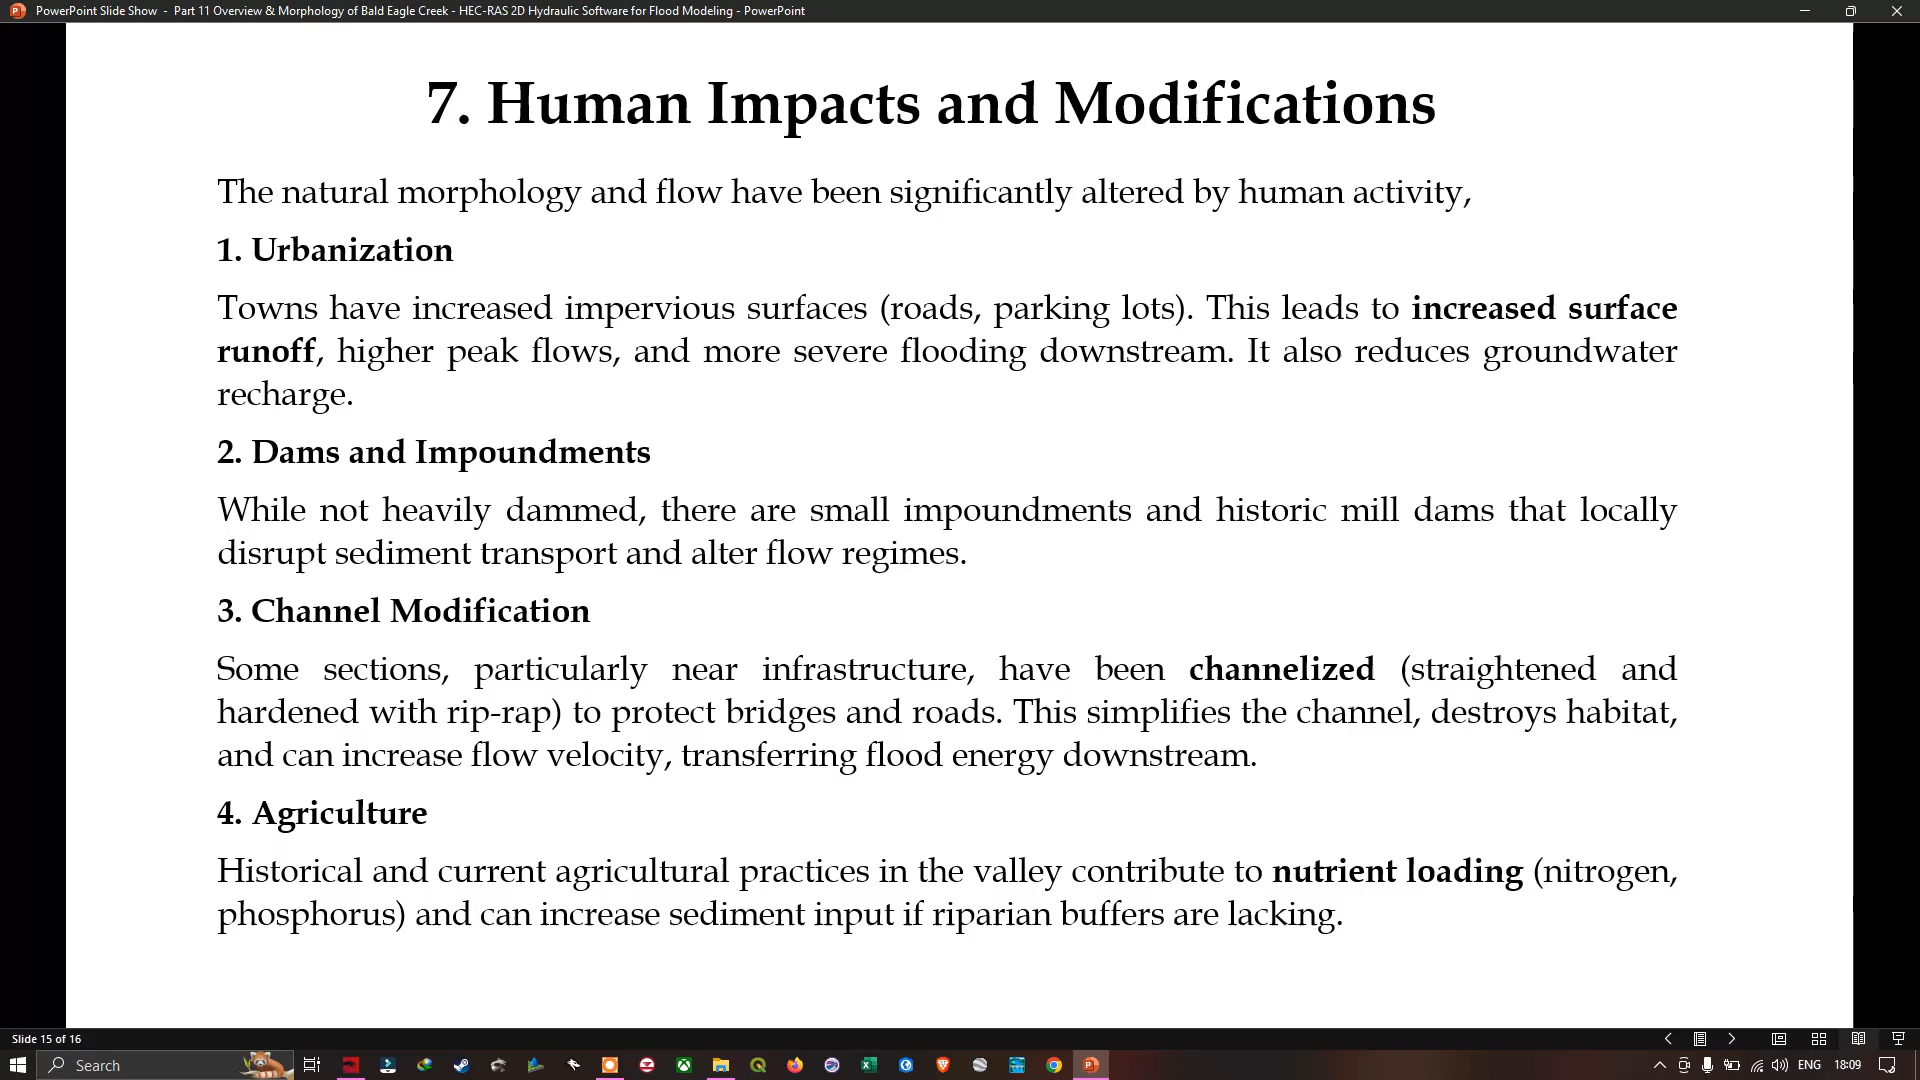 PowerPoint Slide Show - Part 11 Overview & Morphology of Bald Eagle Creek - HEC-RAS 2D Hydraulic Software for Flood Modeling - PowerPoint
7. Human Impacts and Modifications
The natural morphology and flow have been significantly altered by human activity,
1. Urbanization
Towns have increased impervious surfaces (roads, parking lots). This leads to increased surface
runoff, higher peak flows, and more severe flooding downstream. It also reduces groundwater
recharge.
2. Dams and Impoundments
While not heavily dammed, there are small impoundments and historic mill dams that locally
disrupt sediment transport and alter flow regimes.
3. Channel Modification
Some sections, particularly near infrastructure, have been channelized (straightened and
hardened with rip-rap) to protect bridges and roads. This simplifies the channel, destroys habitat,
and can increase flow velocity, transferring flood energy downstream.
4. Agriculture
Historical and current agricultural practices in the valley contribute to nutrient loading (nitrogen,
phosphorus) and can increase sediment input if riparian buffers are lacking.
Slide 15 of 16
Search
ENG
18:09